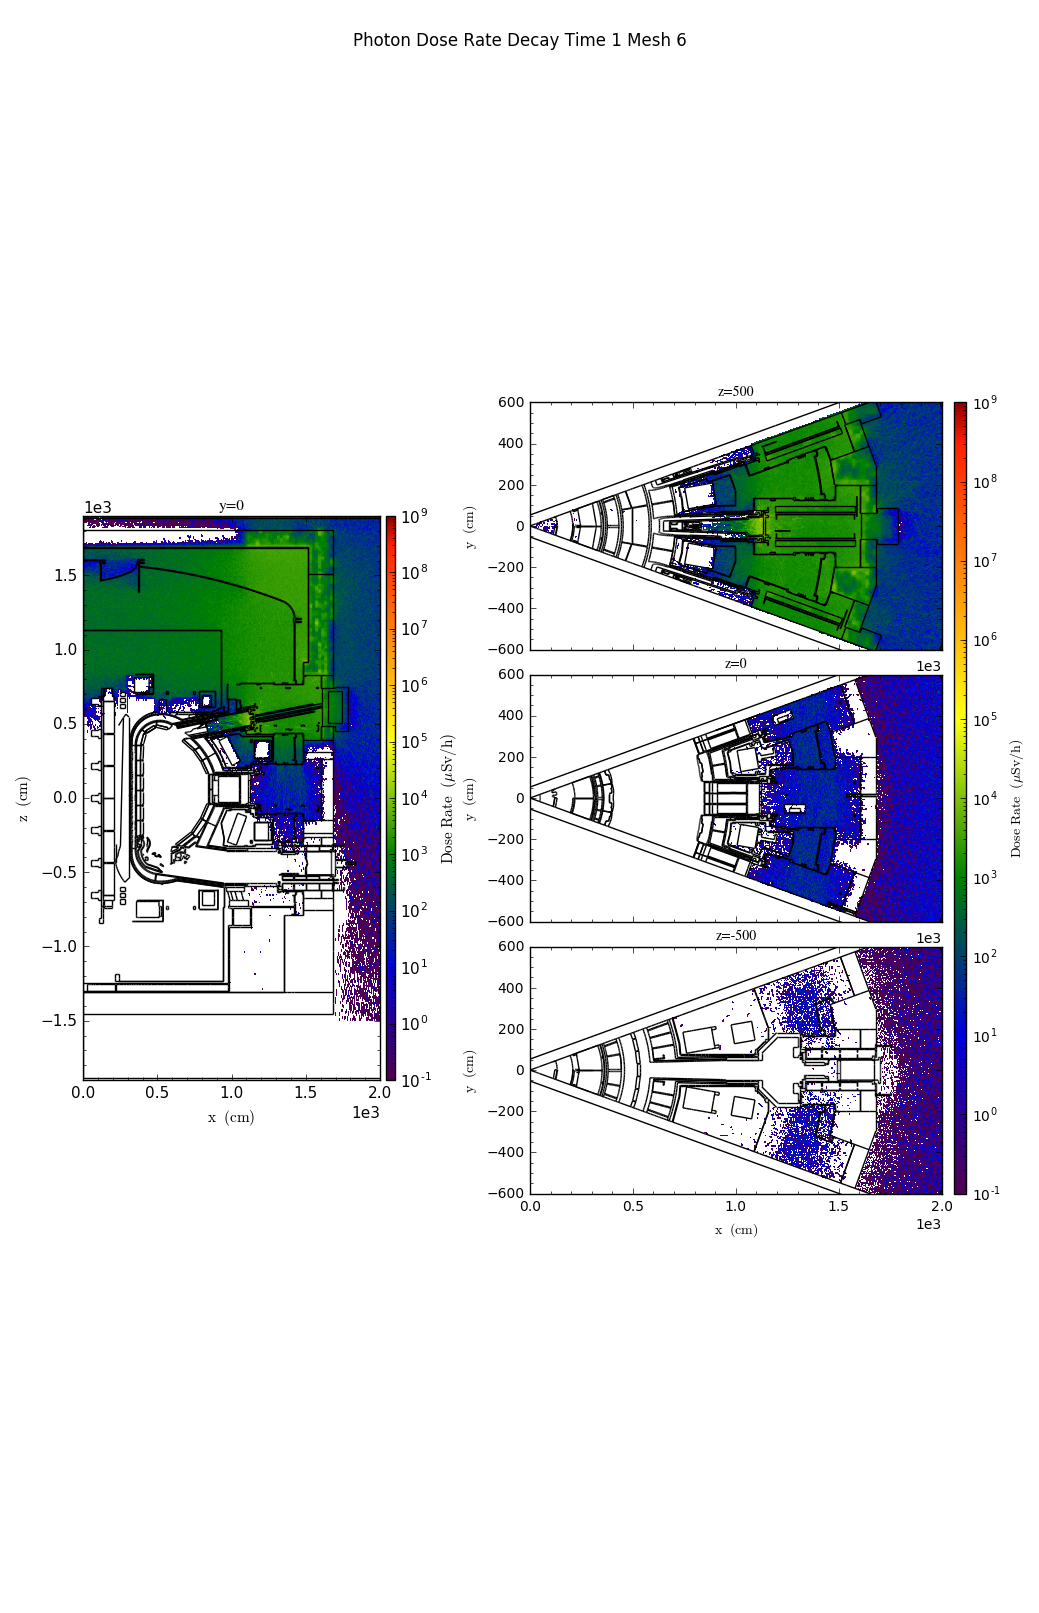 Photon Dose Rate Decay Time 1 Mesh 6
y=0
1e3
1.5
1.0
0.5
0.0
−0.5
−1.0
−1.5
z (cm)
0.0 0.5 1.0 1.5 2.0
1e3
x (cm)
10^9
10^8
10^7
10^6
10^5
10^4
10^3
10^2
10^1
10^0
10^-1
Dose Rate (μSv/h)
z=500
600
400
200
0
−200
−400
−600
y (cm)
1e3
z=0
600
400
200
0
−200
−400
−600
y (cm)
1e3
z=-500
600
400
200
0
−200
−400
−600
y (cm)
0.0 0.5 1.0 1.5 2.0
1e3
x (cm)
10^9
10^8
10^7
10^6
10^5
10^4
10^3
10^2
10^1
10^0
10^-1
Dose Rate (μSv/h)